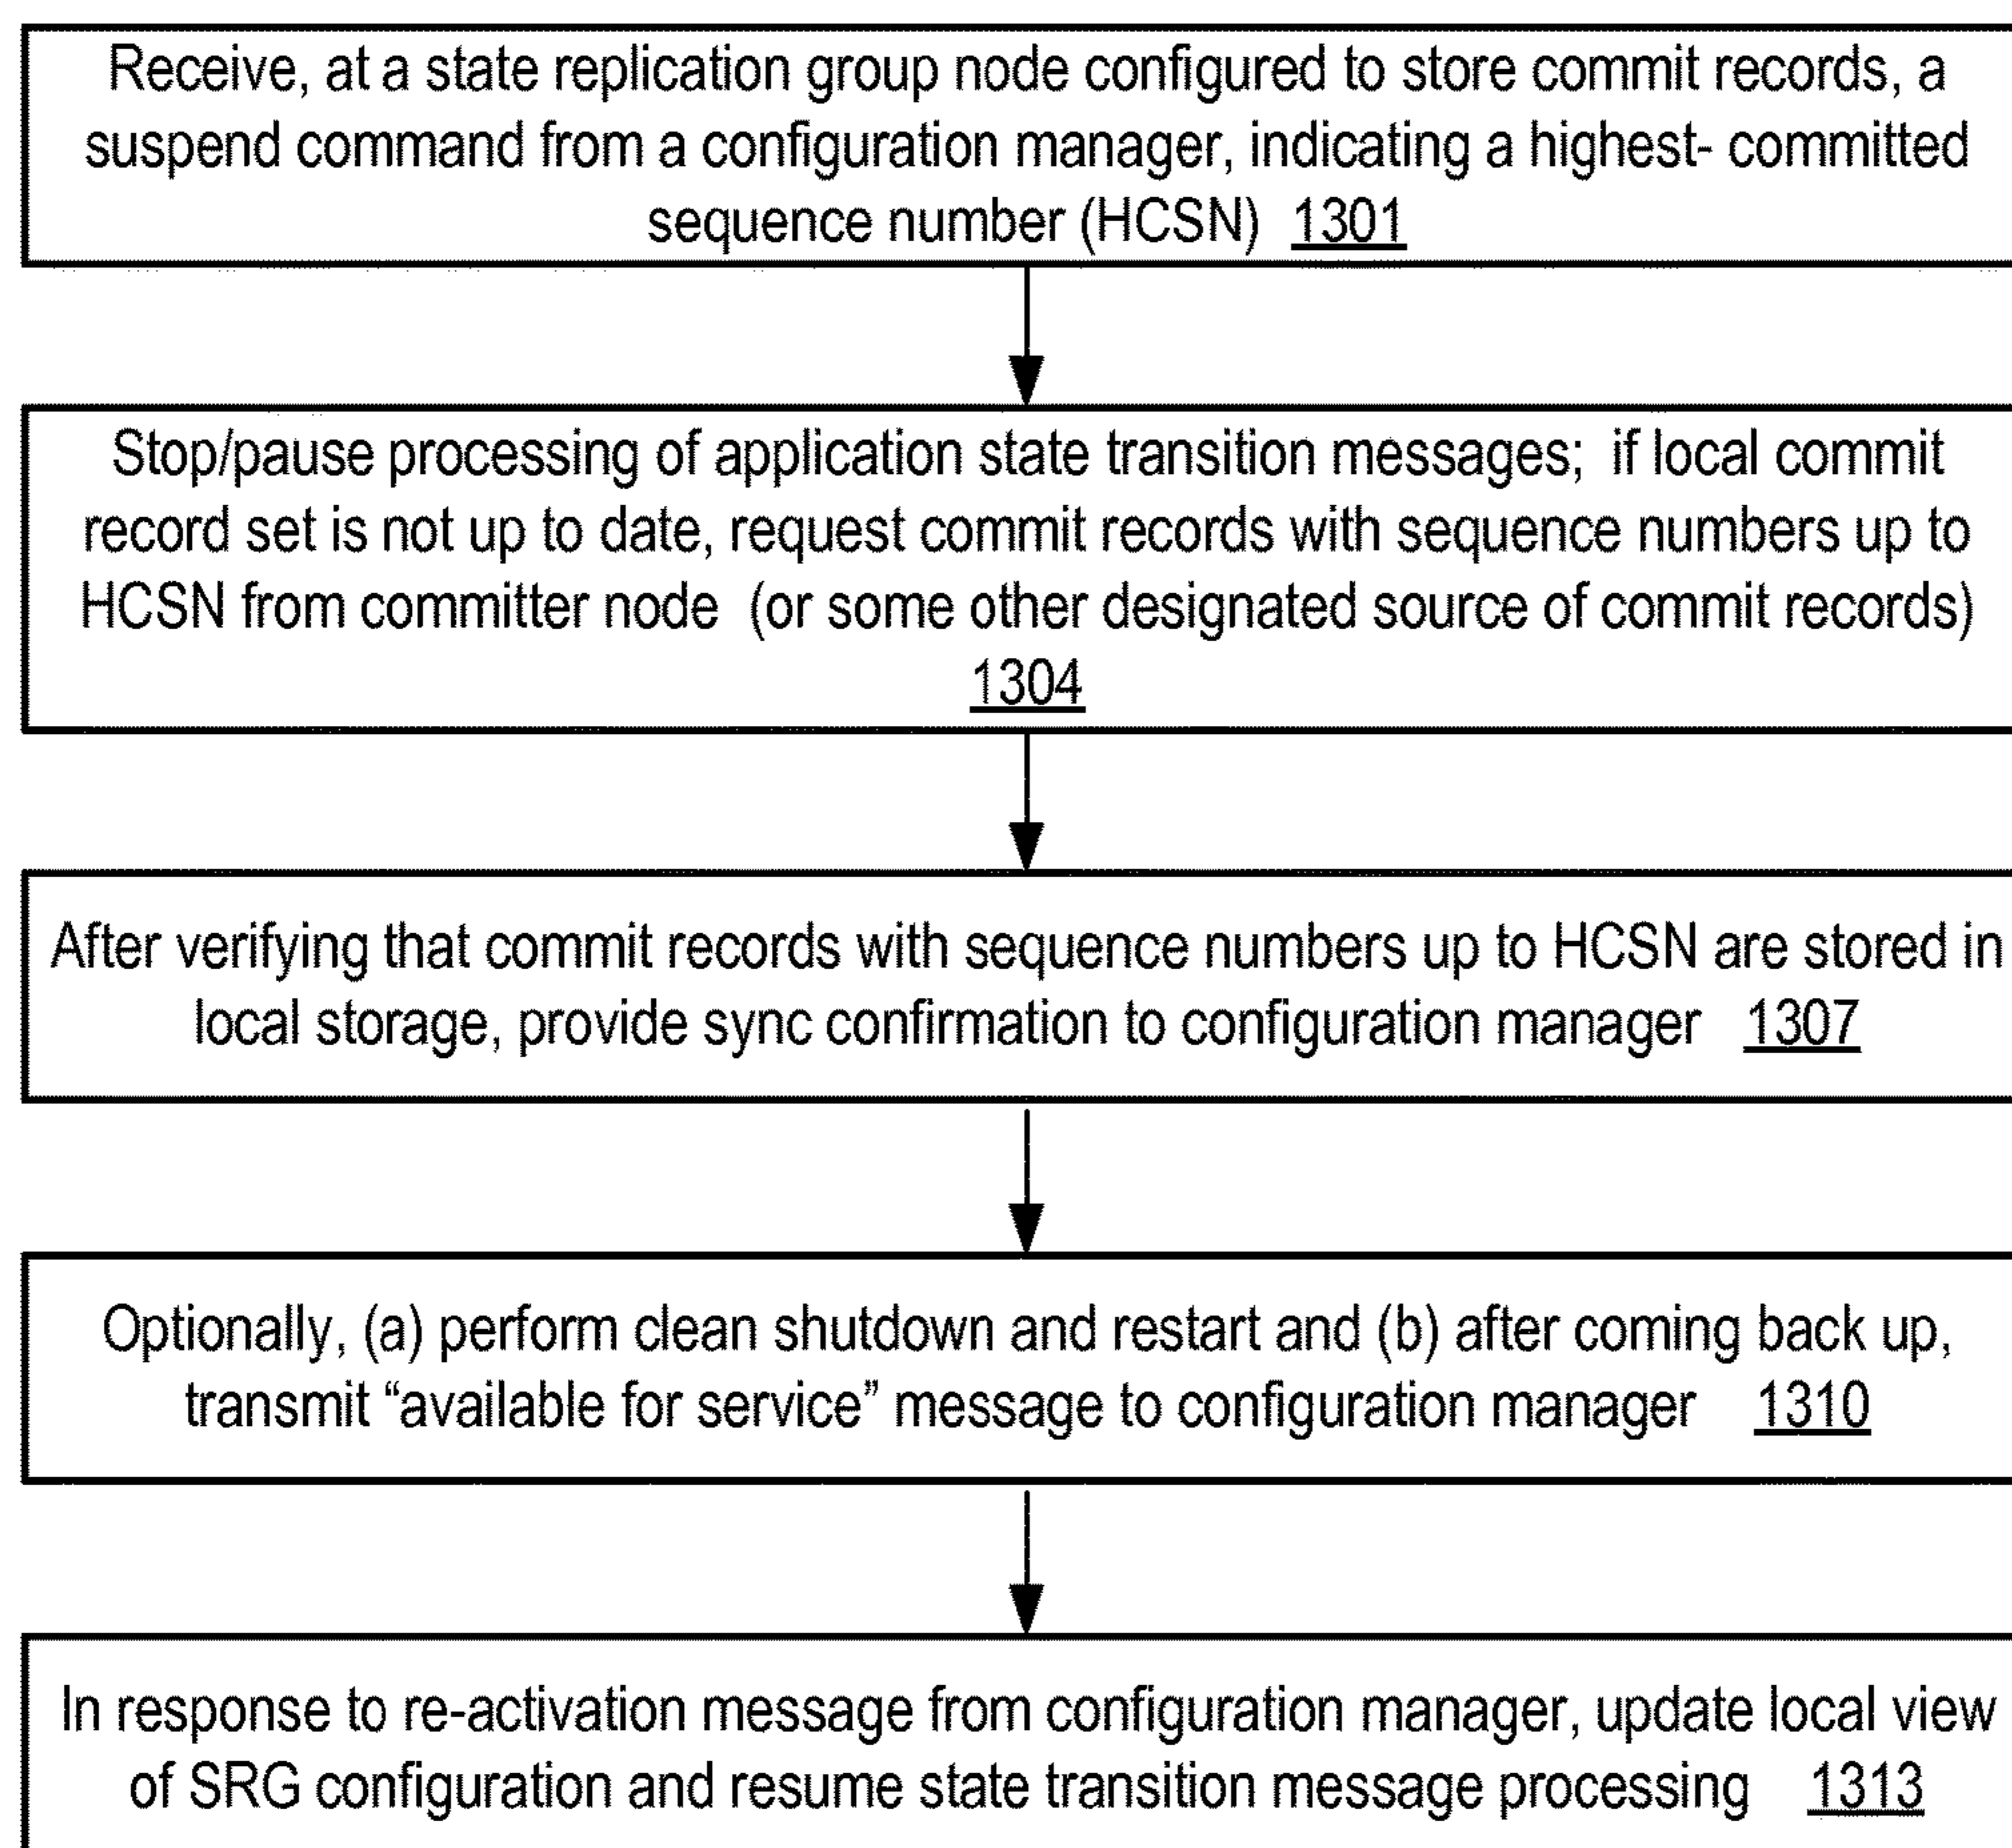 Receive, at a state replication group node configured to store commit records, a
suspend command from a configuration manager, indicating a highest- committed
sequence number (HCSN) 1301
Stop/pause processing of application state transition messages; if local commit
record set is not up to date, request commit records with sequence numbers up to
HCSN from committer node (or some other designated source of commit records)
1304
After verifying that commit records with sequence numbers up to HCSN are stored in
local storage, provide sync confirmation to configuration manager 1307
Optionally, (a) perform clean shutdown and restart and (b) after coming back up,
transmit “available for service” message to configuration manager 1310
In response to re-activation message from configuration manager, update local view
of SRG configuration and resume state transition message processing 1313